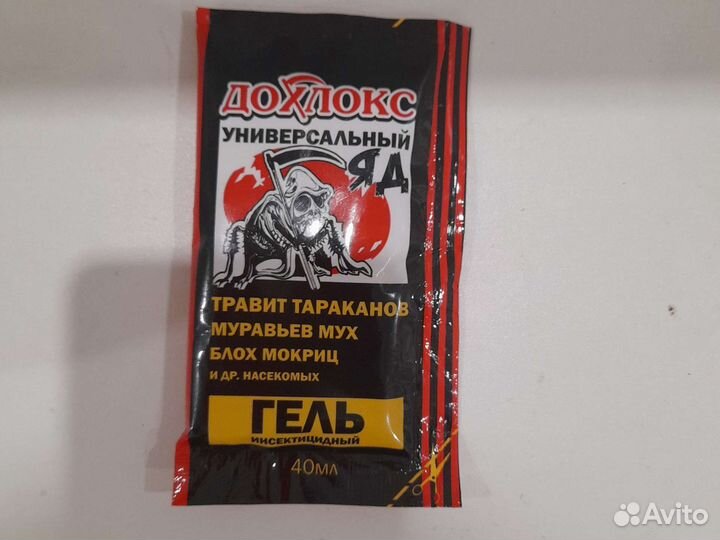 ДОХЛОКС
УНИВЕРСАЛЬНЫЙ
ЯД
ТРАВИТ ТАРАКАНОВ
МУРАВЬЕВ МУХ
БЛОХ МОКРИЦ
И ДР. НАСЕКОМЫХ
ГЕЛЬ
ИНСЕКТИЦИДНЫЙ
40МЛ
Avito